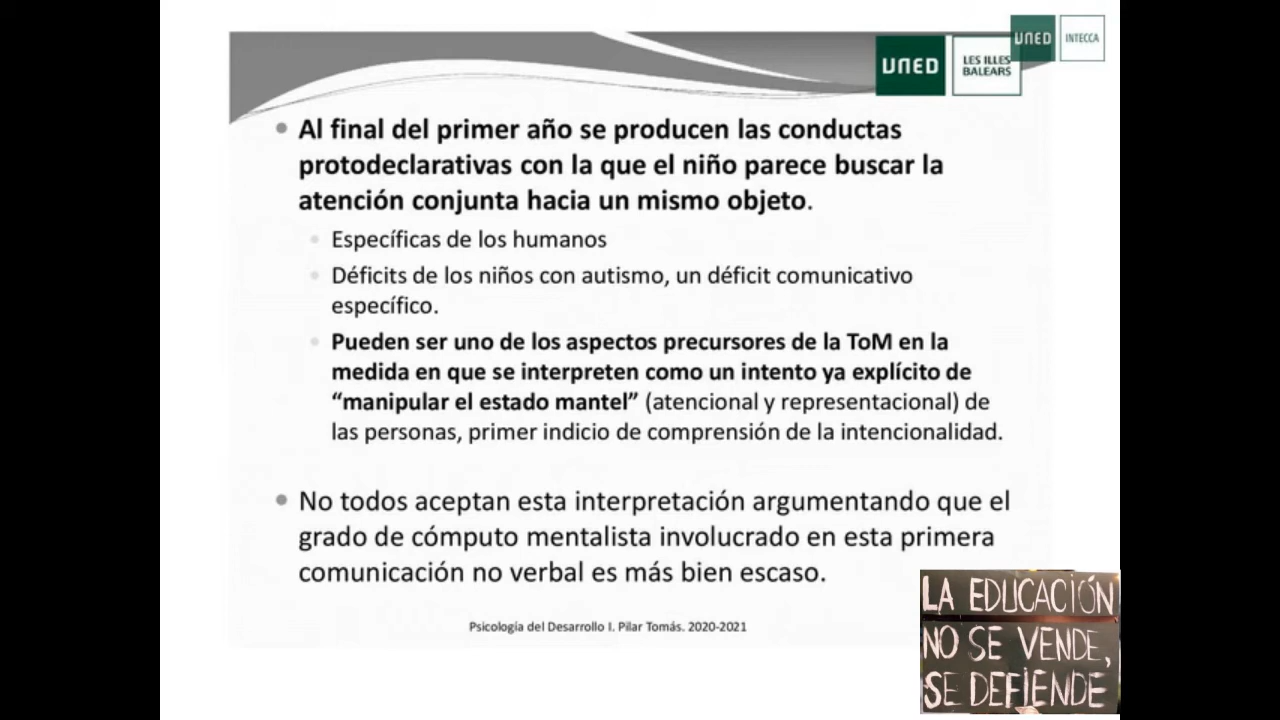 UNED
INTECCA
UNED
LES ILLES
BALEARS
Al final del primer año se producen las conductas
protodeclarativas con la que el niño parece buscar la
atención conjunta hacia un mismo objeto.
Específicas de los humanos
Déficits de los niños con autismo, un déficit comunicativo
específico.
Pueden ser uno de los aspectos precursores de la ToM en la
medida en que se interpreten como un intento ya explícito de
“manipular el estado mantel” (atencional y representacional) de
las personas, primer indicio de comprensión de la intencionalidad.
No todos aceptan esta interpretación argumentando que el
grado de cómputo mentalista involucrado en esta primera
comunicación no verbal es más bien escaso.
Psicología del Desarrollo I. Pilar Tomás. 2020-2021
LA EDUCACIÓN
NO SE VENDE,
SE DEFIENDE